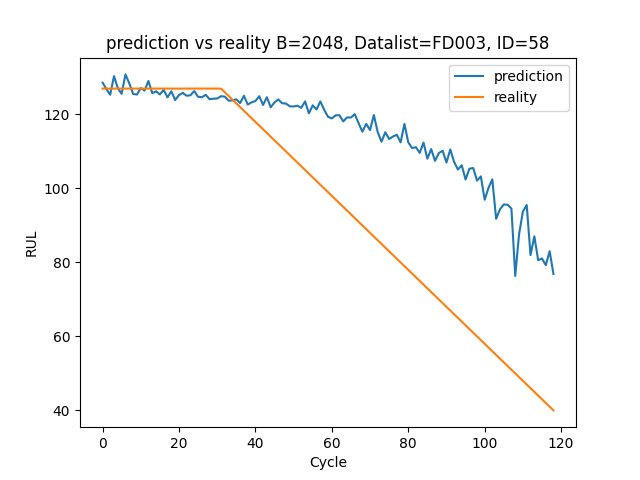 prediction vs reality B=2048, Datalist=FD003, ID=58
prediction
reality
RUL
120
100
80
60
40
0 20 40 60 80 100 120
Cycle